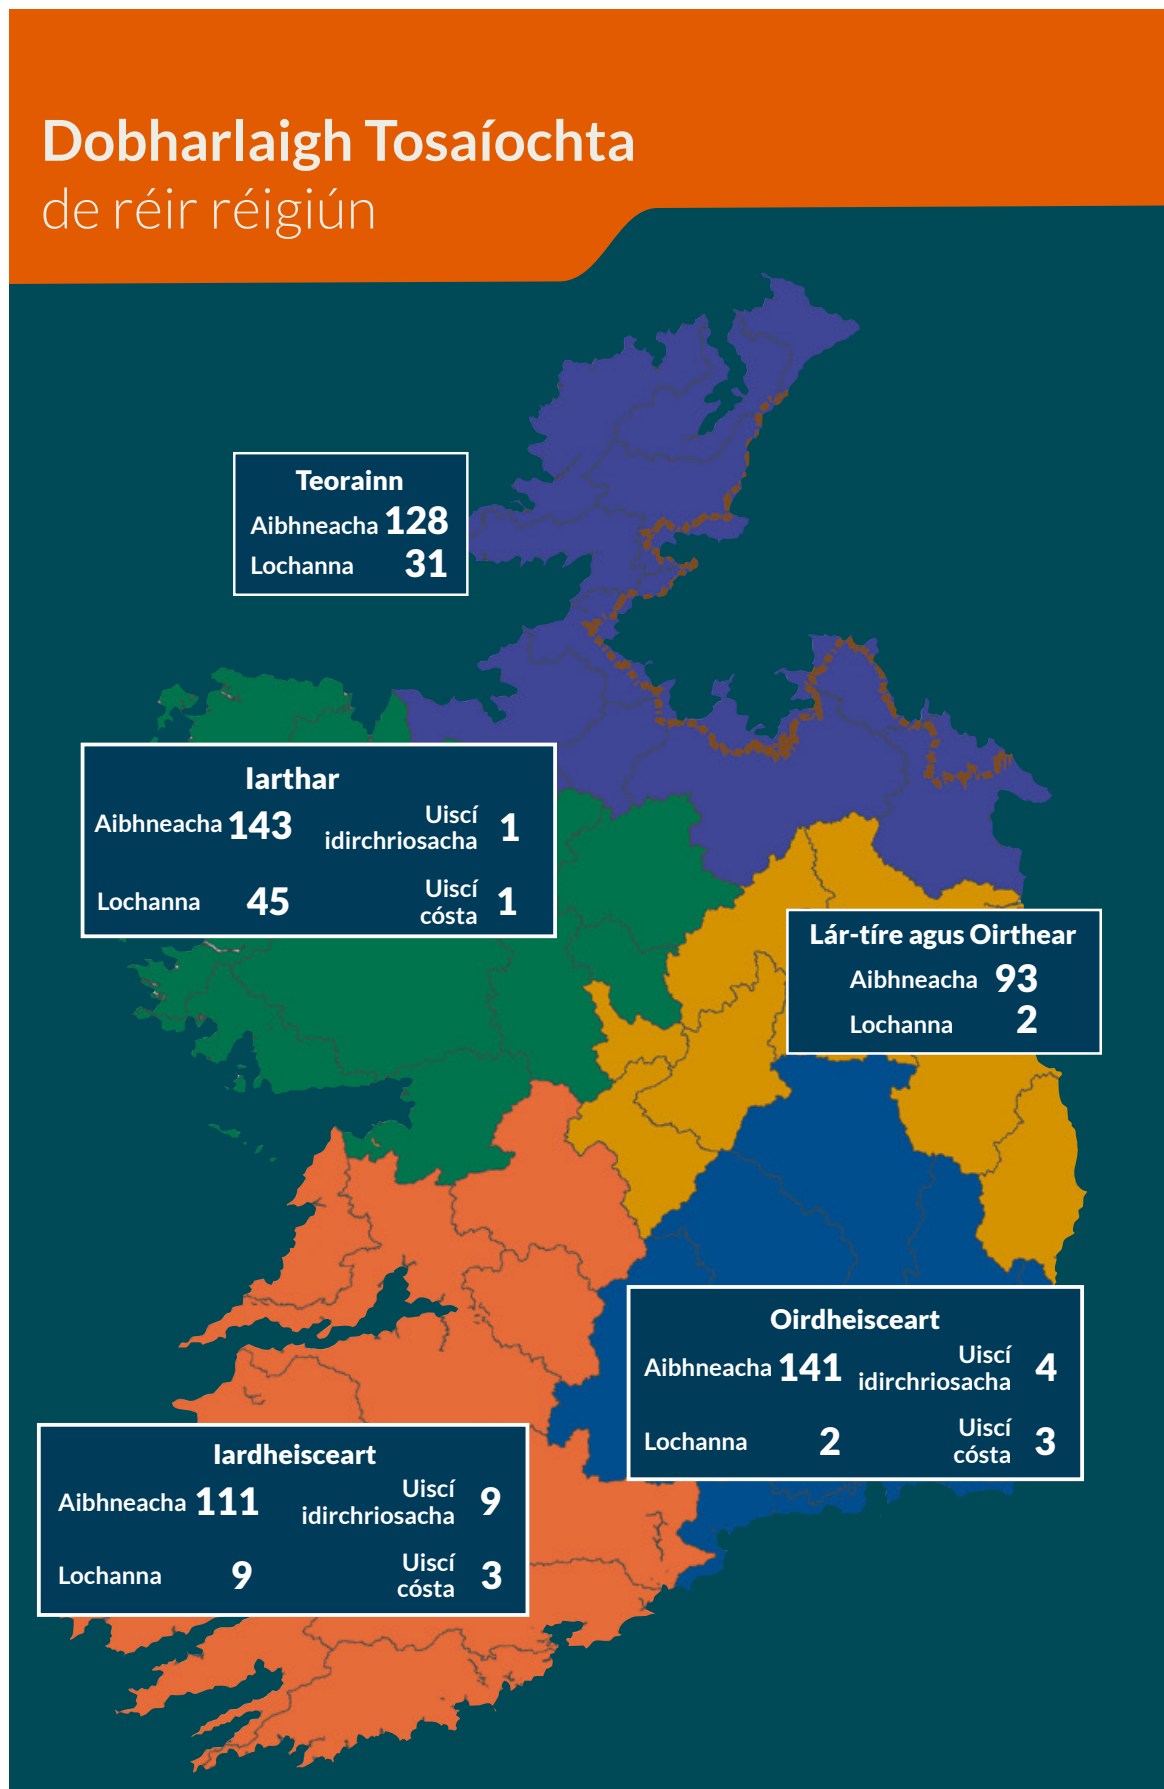 Dobharlaigh Tosaíochta
de réir réigiún
Teorainn
Aibhneacha 128
Lochanna 31
Iarthar
Aibhneacha 143 Uiscí idirchriosacha 1
Lochanna 45 Uiscí cósta 1
Lár-tíre agus Oirthear
Aibhneacha 93
Lochanna 2
Oirdheisceart
Aibhneacha 141 Uiscí idirchriosacha 4
Lochanna 2 Uiscí cósta 3
Iardheisceart
Aibhneacha 111 Uiscí idirchriosacha 9
Lochanna 9 Uiscí cósta 3